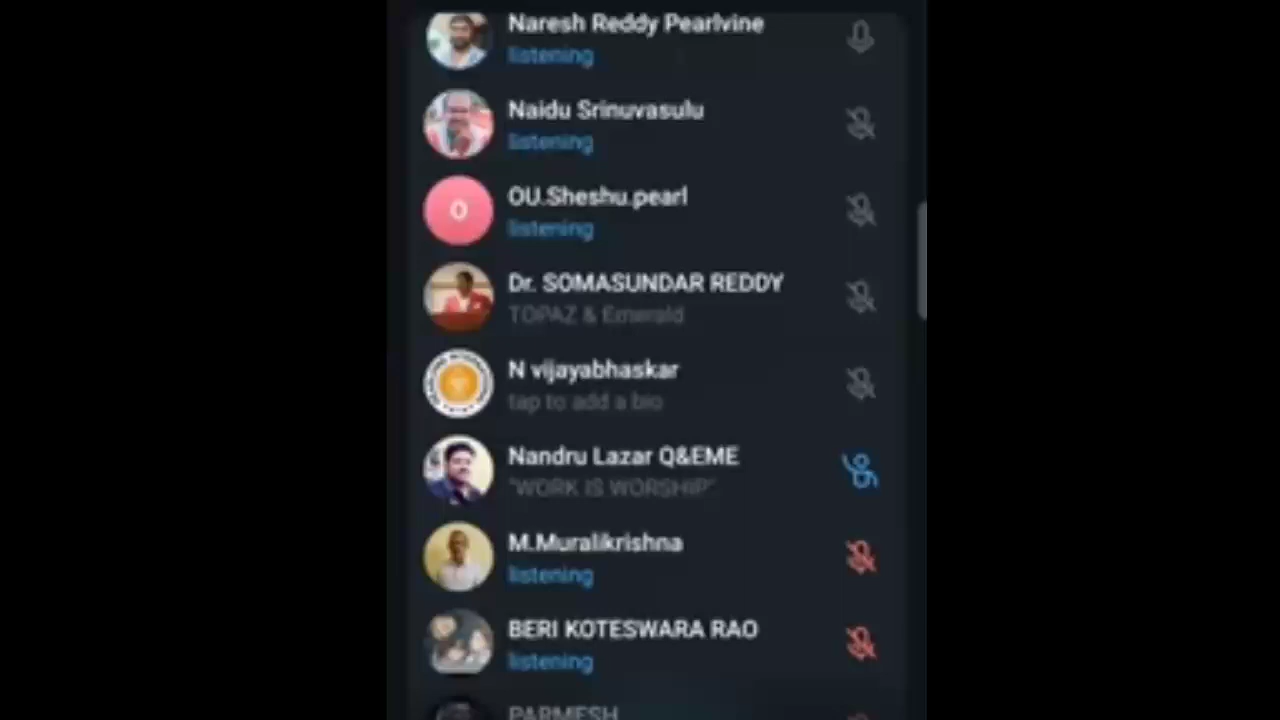 Naresh Reddy Pearlvine
listening
Naidu Srinuvasulu
listening
O
OU.Sheshu.pearl
listening
Dr. SOMASUNDAR REDDY
TOPAZ & Emerald
N vijayabhaskar
tap to add a bio
Nandru Lazar Q&EME
"WORK IS WORSHIP"
M.Muralikrishna
listening
BERI KOTESWARA RAO
listening
PARMESH